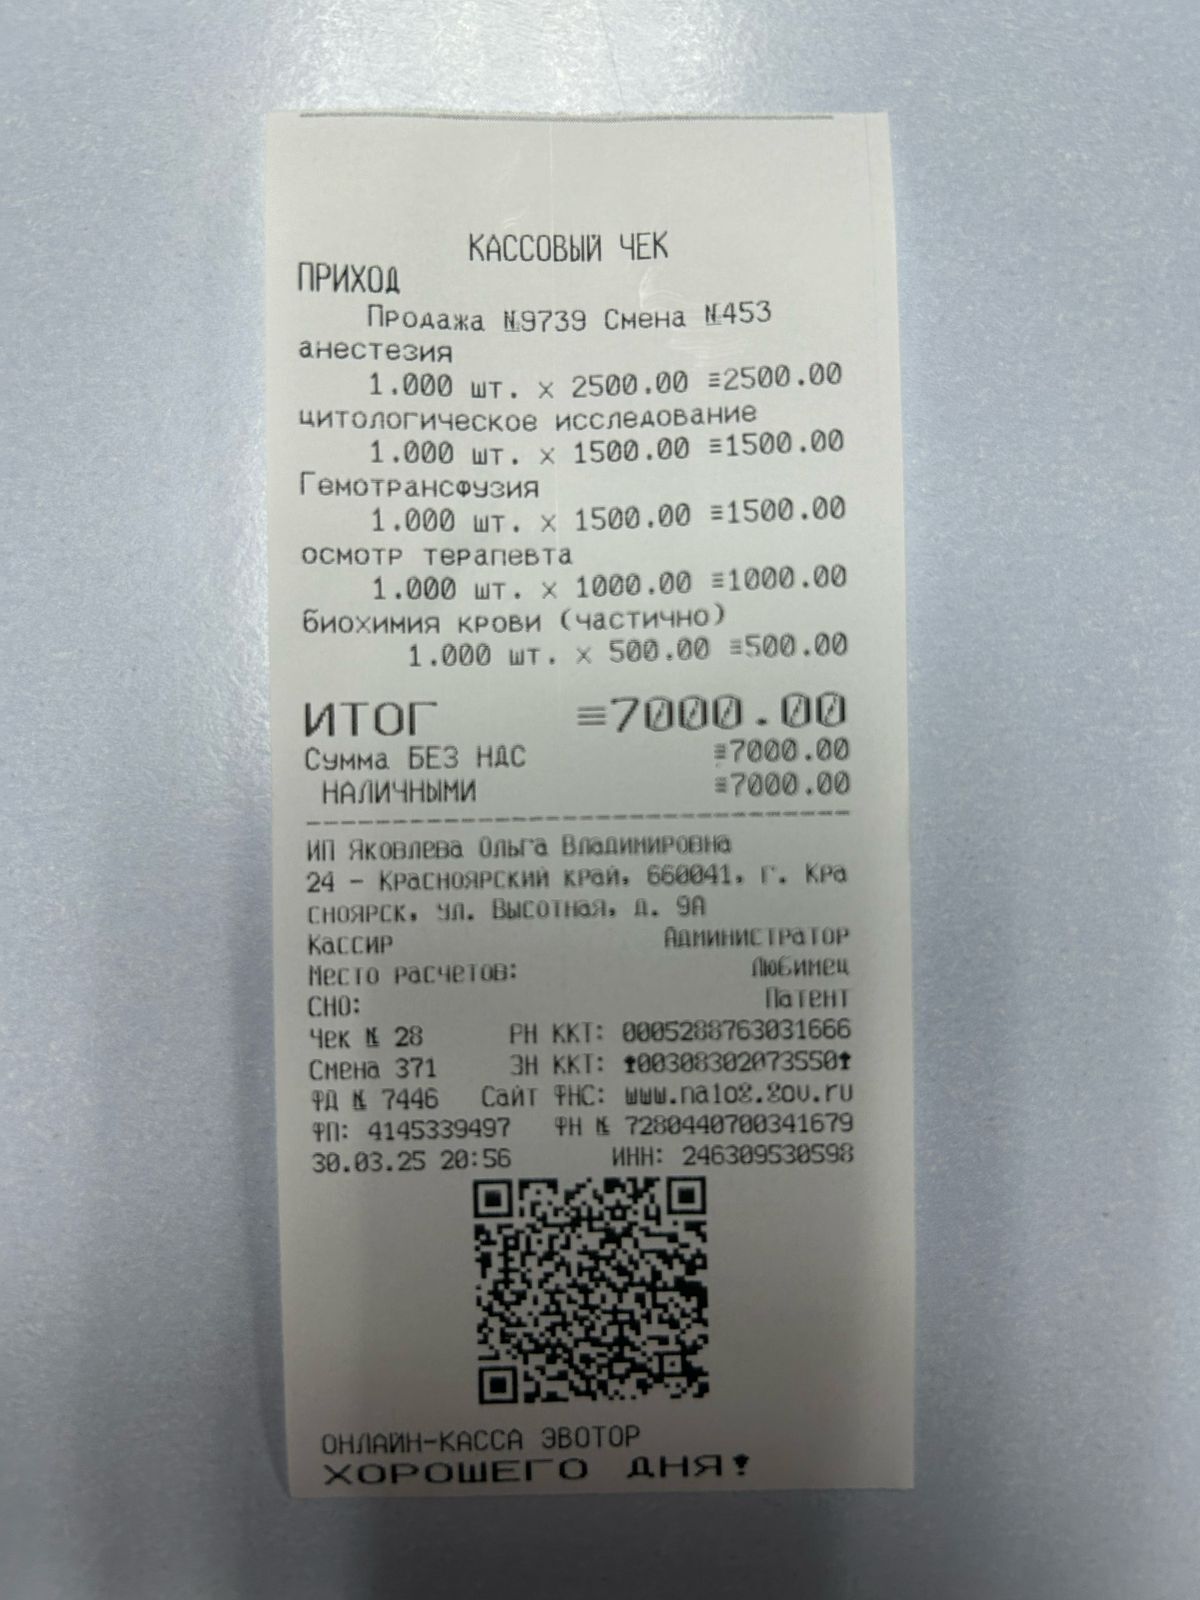 КАССОВЫЙ ЧЕК
ПРИХОД
Продажа №9739 Смена №453
анестезия
1.000 шт. x 2500.00 ≡2500.00
цитологическое исследование
1.000 шт. x 1500.00 ≡1500.00
Гемотрансфузия
1.000 шт. x 1500.00 ≡1500.00
осмотр терапевта
1.000 шт. x 1000.00 ≡1000.00
биохимия крови (частично)
1.000 шт. x 500.00 ≡500.00
ИТОГ ≡7000.00
Сумма БЕЗ НДС ≡7000.00
НАЛИЧНЫМИ ≡7000.00
ИП Яковлева Ольга Владимировна
24 - Красноярский край, 660041, г. Кра
сноярск, ул. Высотная, д. 9А
Кассир Администратор
Место расчетов: Любимец
СНО: Патент
Чек № 28 РН ККТ: 0005288763031666
Смена 371 ЗН ККТ: ↑00308302073550↑
ФД № 7446 Сайт ФНС: www.nalog.gov.ru
ФП: 4145339497 ФН № 7280440700341679
30.03.25 20:56 ИНН: 246309530598
ОНЛАЙН-КАССА ЭВОТОР
ХОРОШЕГО ДНЯ!